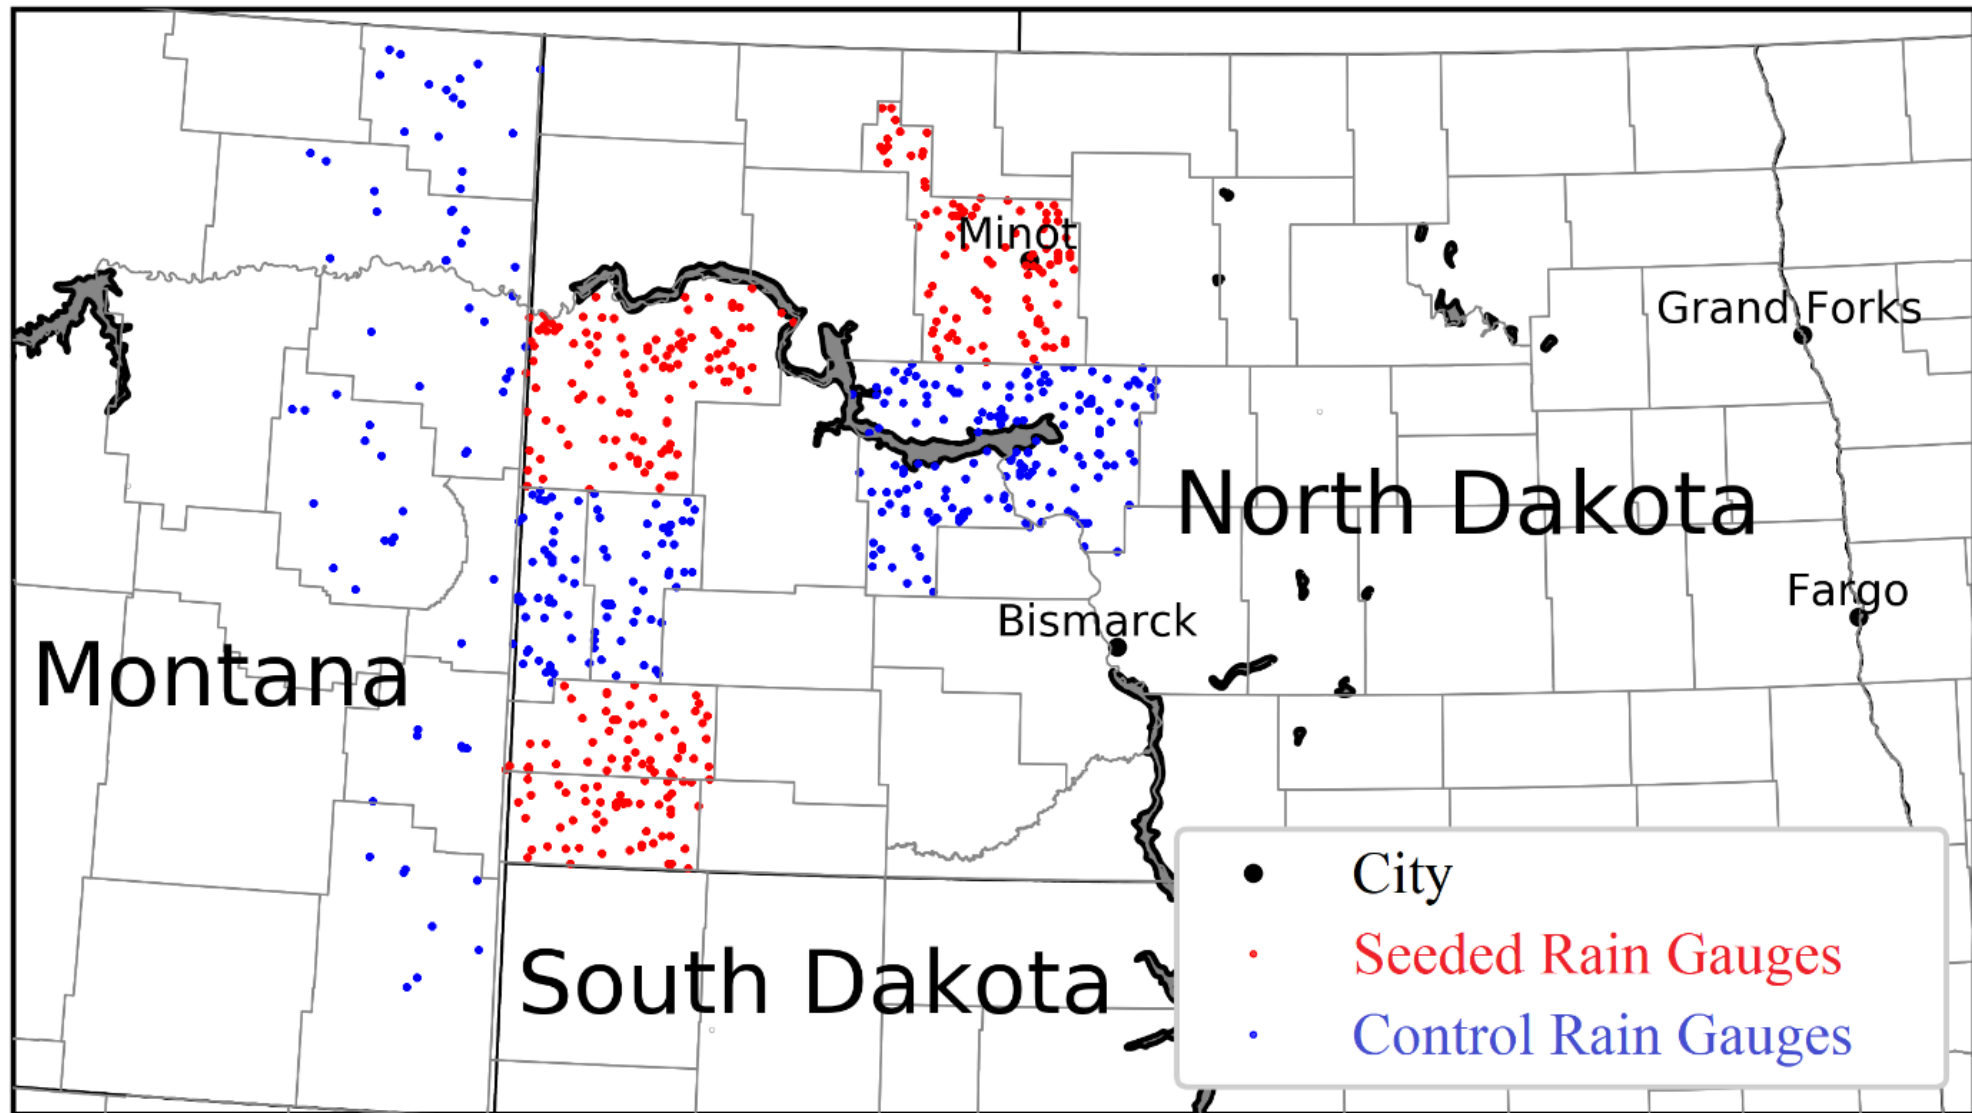 Minot
Grand Forks
North Dakota
Fargo
Bismarck
Montana
South Dakota
City
Seeded Rain Gauges
Control Rain Gauges